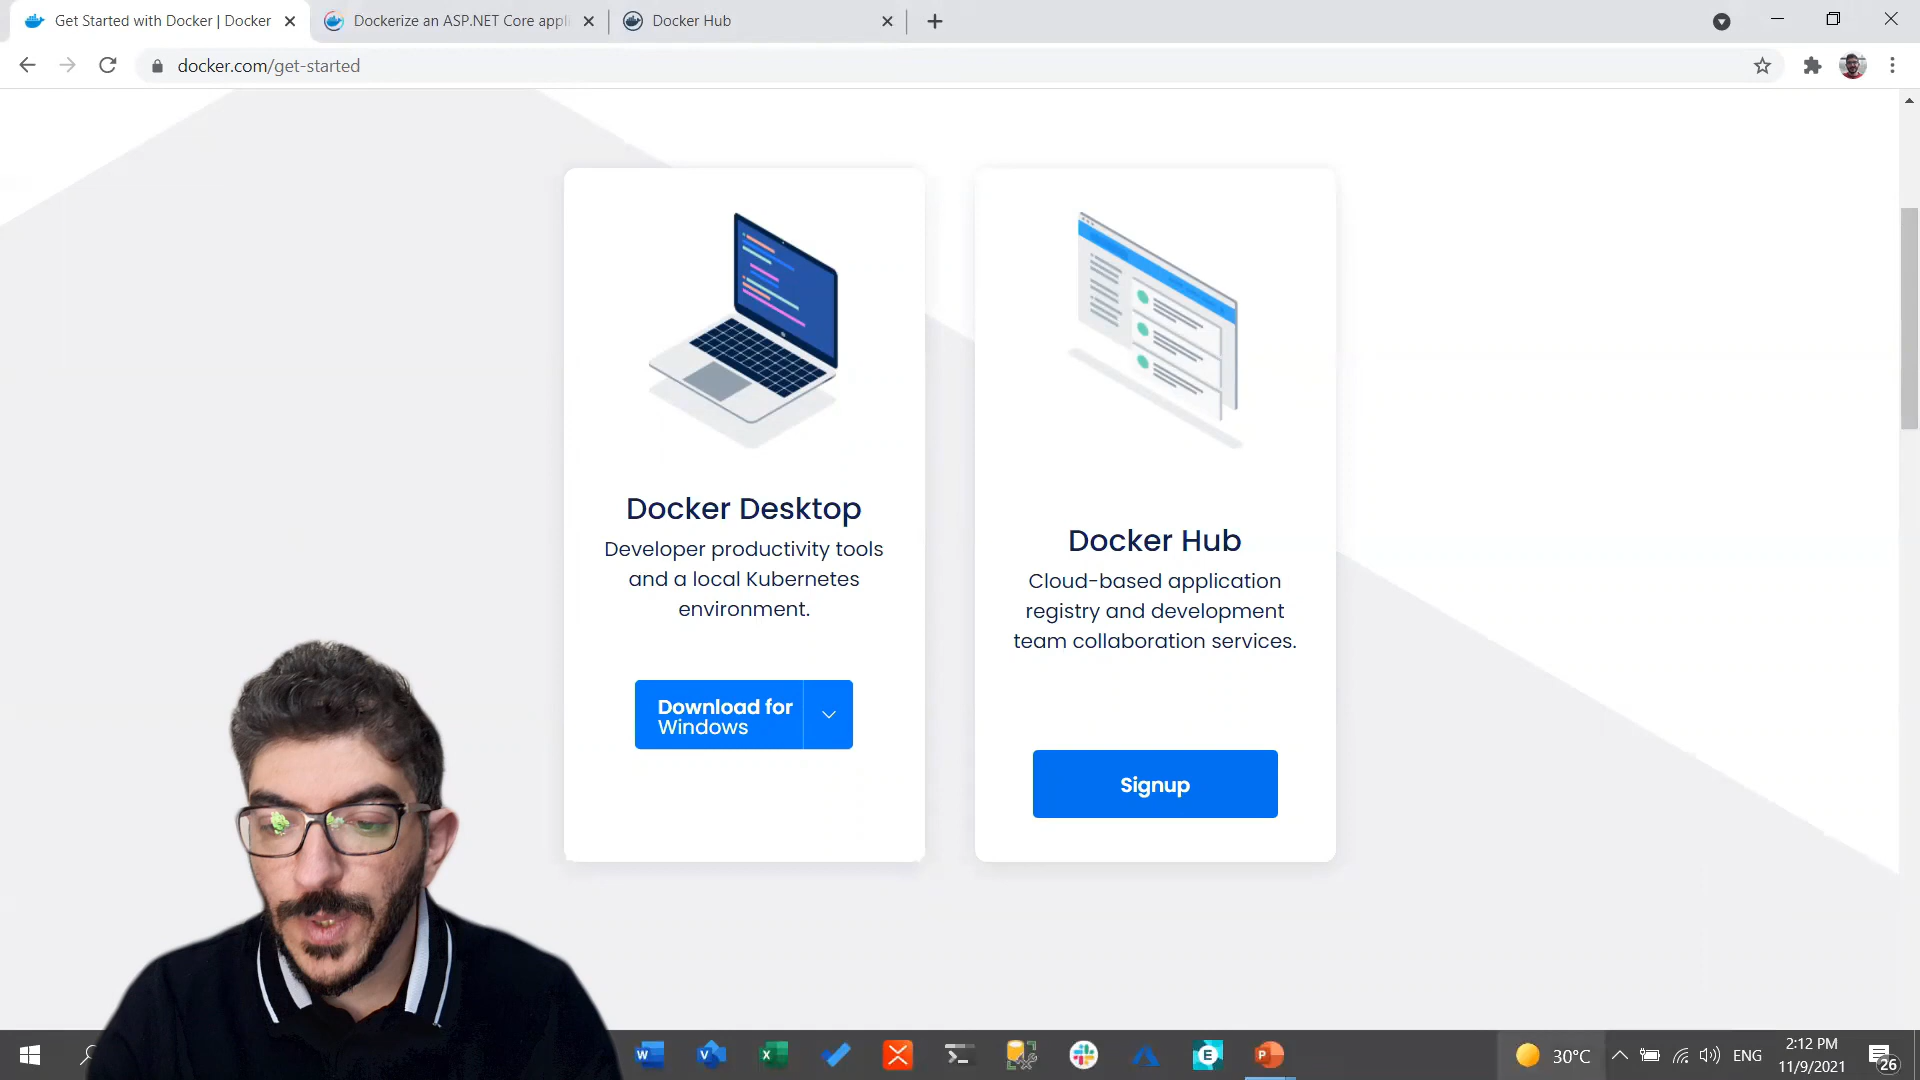 Get Started with Docker | Docker
Dockerize an ASP.NET Core appli
Docker Hub
docker.com/get-started
Docker Desktop
Developer productivity tools
and a local Kubernetes
environment.
Download for
Windows
Docker Hub
Cloud-based application
registry and development
team collaboration services.
Signup
30°C
ENG
2:12 PM
11/9/2021
26